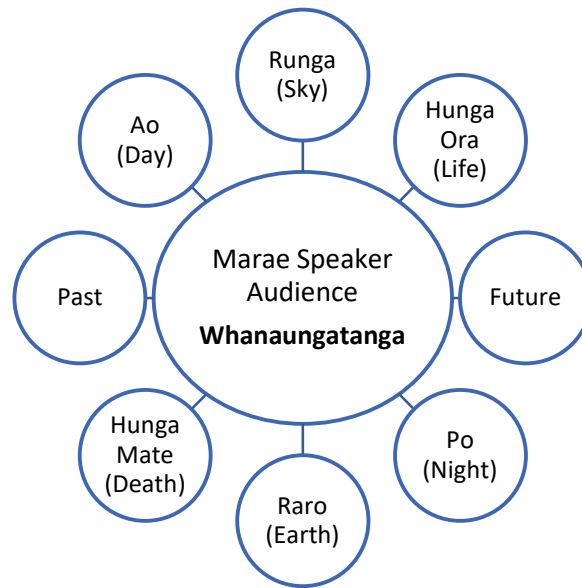 Runga
(Sky)
Ao
(Day)
Hunga
Ora
(Life)
Marae Speaker
Audience
Whanaungatanga
Past
Future
Hunga
Mate
(Death)
Po
(Night)
Raro
(Earth)